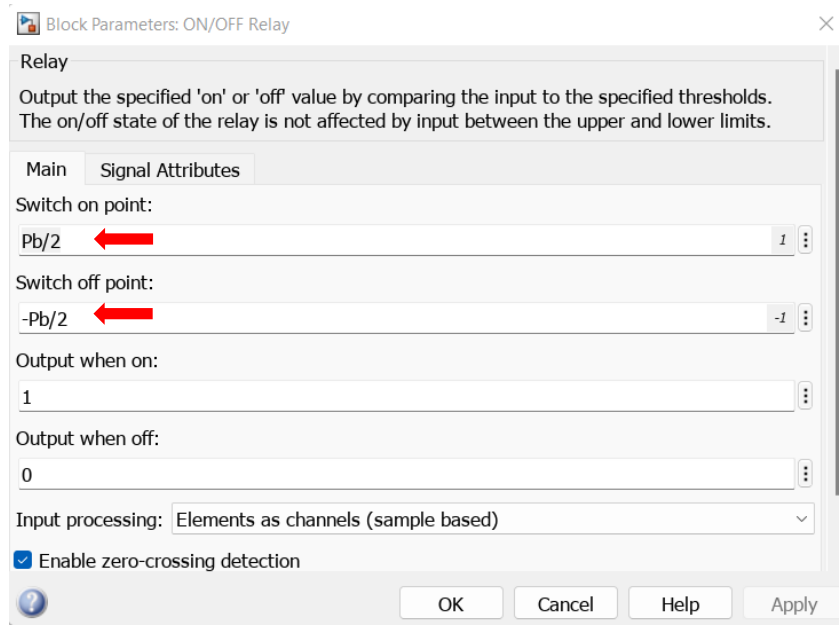 Block Parameters: ON/OFF Relay
Relay
Output the specified 'on' or 'off' value by comparing the input to the specified thresholds.
The on/off state of the relay is not affected by input between the upper and lower limits.
Main Signal Attributes
Switch on point:
Pb/2 1
Switch off point:
-Pb/2 -1
Output when on:
1
Output when off:
0
Input processing: Elements as channels (sample based)
Enable zero-crossing detection
? OK Cancel Help Apply